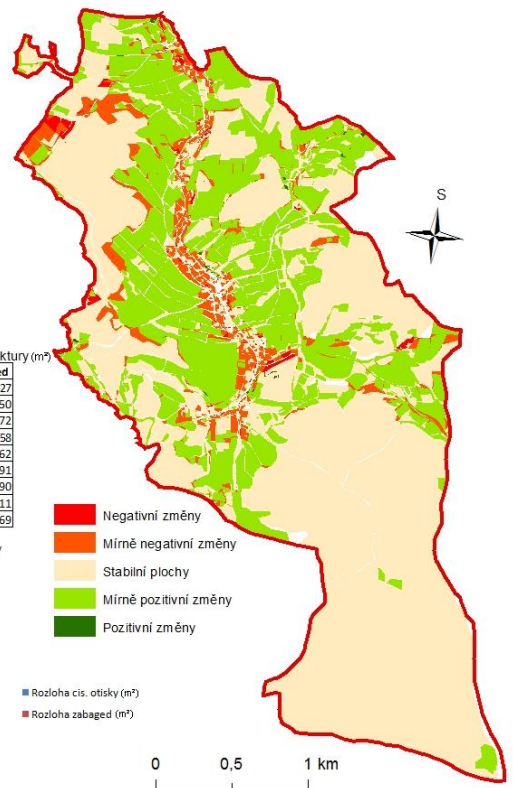 S
ktury (m²)
ed
27
50
72
58
62
91
90
11
69
Negativní změny
Mírně negativní změny
Stabilní plochy
Mírně pozitivní změny
Pozitivní změny
Rozloha cis. otisky (m²)
Rozloha zabaged (m²)
0 0,5 1 km